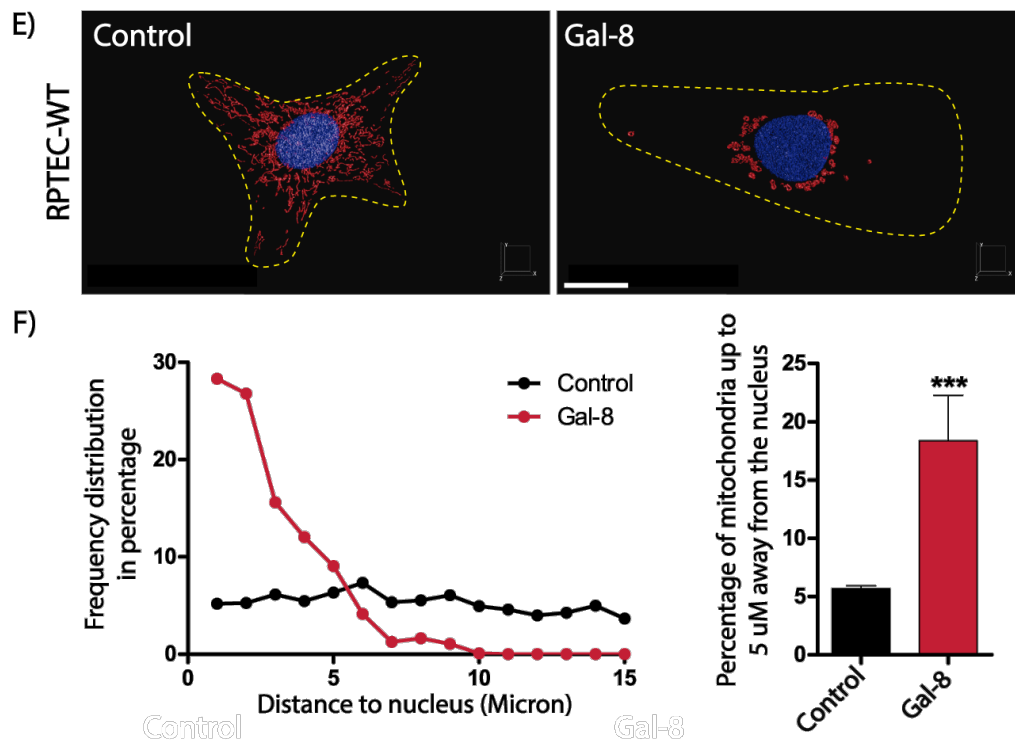 E)
Control
Gal-8
RPTEC-WT
F)
Frequency distribution
in percentage
30
20
10
0
0
5
10
15
Distance to nucleus (Micron)
Control
Gal-8
Percentage of mitochondria up to
5 uM away from the nucleus
25
20
15
10
5
0
***
Control
Gal-8
Control
Gal-8